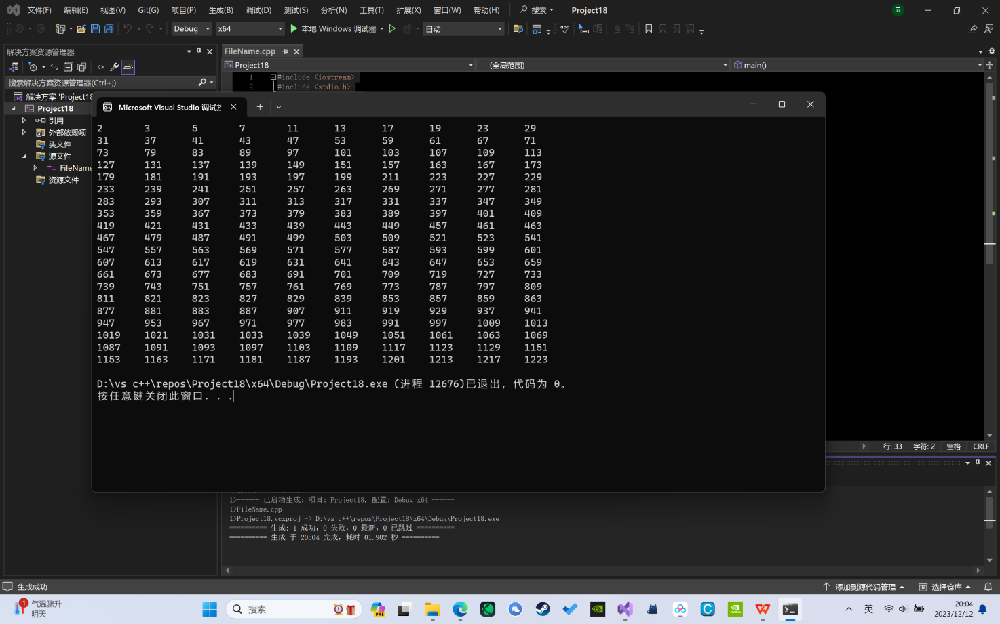 文件(F) 编辑(E) 视图(V) Git(G) 项目(P) 生成(B) 调试(D) 测试(S) 分析(N) 工具(T) 扩展(X) 窗口(W) 帮助(H) 搜索 Project18 云
Debug x64 本地 Windows 调试器 自动
解决方案资源管理器 FileName.cpp
Project18 (全局范围) main()
1 #include <iostream>
2 #include <stdio.h>
搜索解决方案资源管理器(Ctrl+;)
解决方案 'Project18
Project18
引用
外部依赖项
头文件
源文件
FileName
资源文件
Microsoft Visual Studio 调试控
2 3 5 7 11 13 17 19 23 29
31 37 41 43 47 53 59 61 67 71
73 79 83 89 97 101 103 107 109 113
127 131 137 139 149 151 157 163 167 173
179 181 191 193 197 199 211 223 227 229
233 239 241 251 257 263 269 271 277 281
283 293 307 311 313 317 331 337 347 349
353 359 367 373 379 383 389 397 401 409
419 421 431 433 439 443 449 457 461 463
467 479 487 491 499 503 509 521 523 541
547 557 563 569 571 577 587 593 599 601
607 613 617 619 631 641 643 647 653 659
661 673 677 683 691 701 709 719 727 733
739 743 751 757 761 769 773 787 797 809
811 821 823 827 829 839 853 857 859 863
877 881 883 887 907 911 919 929 937 941
947 953 967 971 977 983 991 997 1009 1013
1019 1021 1031 1033 1039 1049 1051 1061 1063 1069
1087 1091 1093 1097 1103 1109 1117 1123 1129 1151
1153 1163 1171 1181 1187 1193 1201 1213 1217 1223
D:\vs c++\repos\Project18\x64\Debug\Project18.exe (进程 12676)已退出，代码为 0。
按任意键关闭此窗口. . .
行: 33 字符: 2 空格 CRLF
1>------ 已启动生成: 项目: Project18, 配置: Debug x64 ------
1>FileName.cpp
1>Project18.vcxproj -> D:\vs c++\repos\Project18\x64\Debug\Project18.exe
========== 生成: 1 成功，0 失败，0 最新，0 已跳过 ==========
========== 生成 于 20:04 完成，耗时 01.902 秒 ==========
生成成功 添加到源代码管理 选择仓库
1 气温骤升
明天
搜索
PRE
英
20:04
2023/12/12